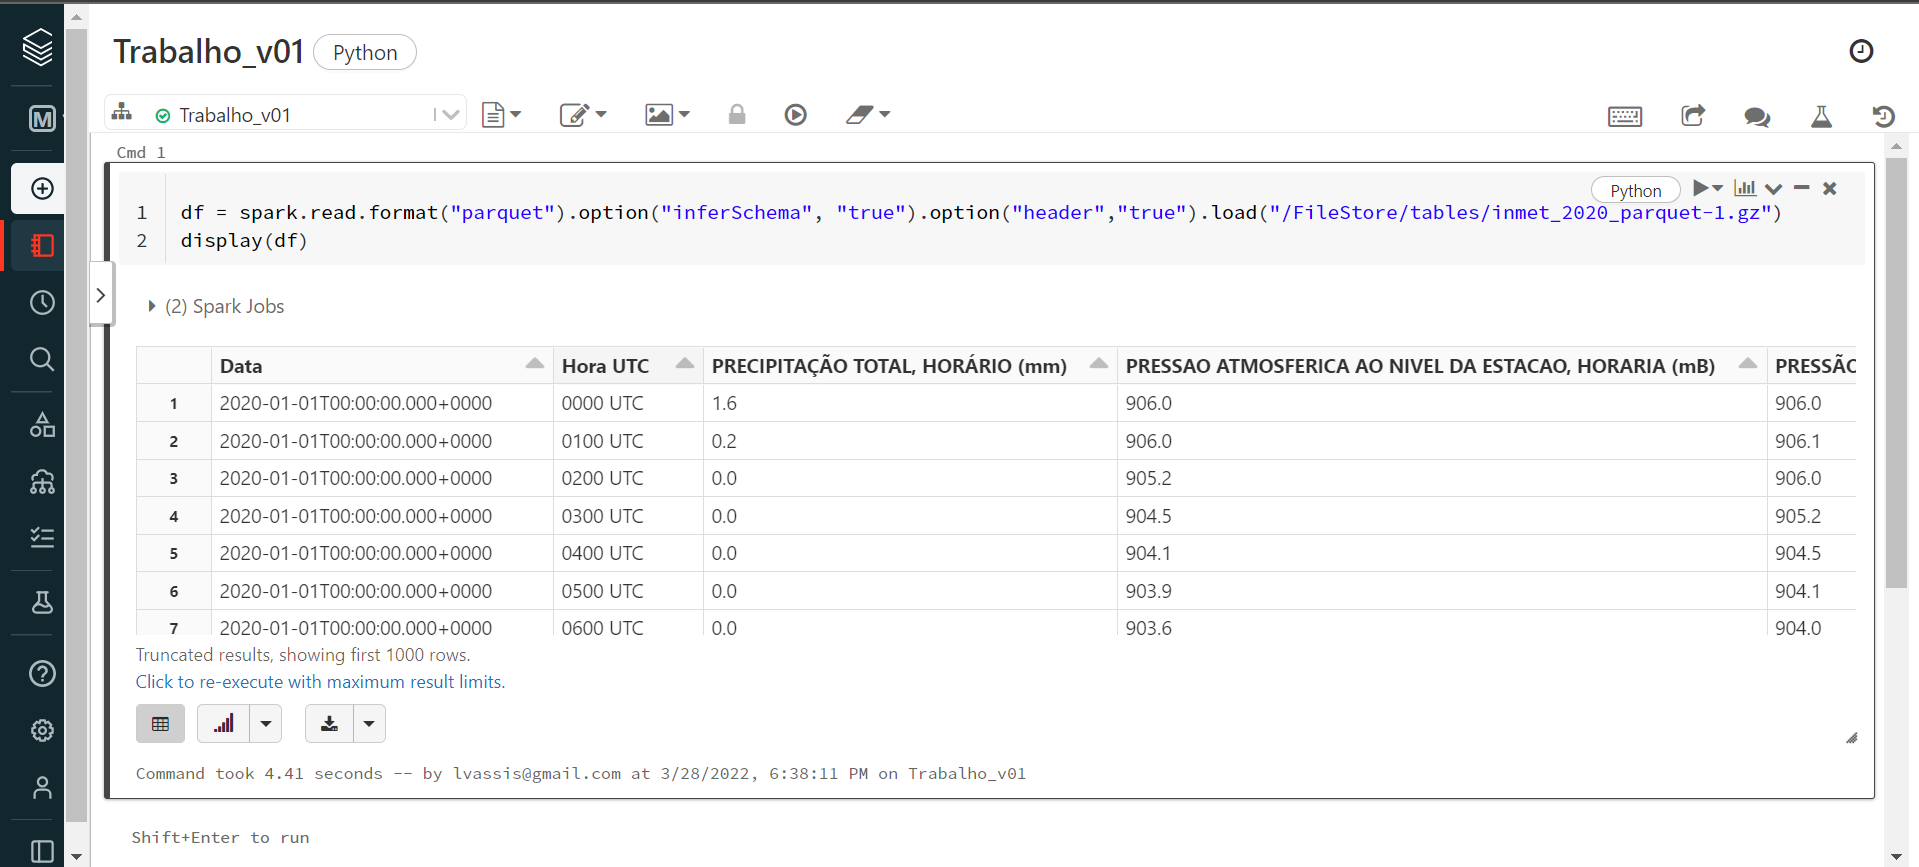 Trabalho_v01 Python
M
Trabalho_v01
Cmd 1
Python
1 df = spark.read.format("parquet").option("inferSchema", "true").option("header","true").load("/FileStore/tables/inmet_2020_parquet-1.gz")
2 display(df)
(2) Spark Jobs
Data Hora UTC PRECIPITAÇÃO TOTAL, HORÁRIO (mm) PRESSAO ATMOSFERICA AO NIVEL DA ESTACAO, HORARIA (mB) PRESSÃO
1 2020-01-01T00:00:00.000+0000 0000 UTC 1.6 906.0 906.0
2 2020-01-01T00:00:00.000+0000 0100 UTC 0.2 906.0 906.1
3 2020-01-01T00:00:00.000+0000 0200 UTC 0.0 905.2 906.0
4 2020-01-01T00:00:00.000+0000 0300 UTC 0.0 904.5 905.2
5 2020-01-01T00:00:00.000+0000 0400 UTC 0.0 904.1 904.5
6 2020-01-01T00:00:00.000+0000 0500 UTC 0.0 903.9 904.1
7 2020-01-01T00:00:00.000+0000 0600 UTC 0.0 903.6 904.0
Truncated results, showing first 1000 rows.
Click to re-execute with maximum result limits.
Command took 4.41 seconds -- by lvassis@gmail.com at 3/28/2022, 6:38:11 PM on Trabalho_v01
Shift+Enter to run